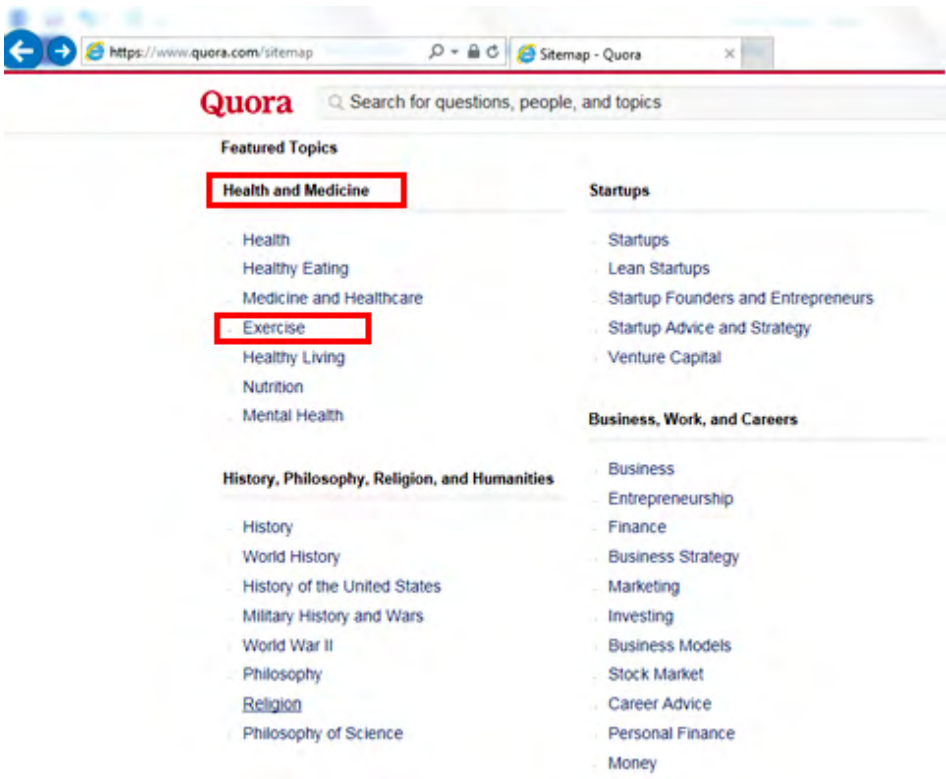 https://www.quora.com/sitemap
Sitemap - Quora
Quora
Search for questions, people, and topics
Featured Topics
Health and Medicine
Health
Healthy Eating
Medicine and Healthcare
Exercise
Healthy Living
Nutrition
Mental Health
History, Philosophy, Religion, and Humanities
History
World History
History of the United States
Military History and Wars
World War II
Philosophy
Religion
Philosophy of Science
Startups
Startups
Lean Startups
Startup Founders and Entrepreneurs
Startup Advice and Strategy
Venture Capital
Business, Work, and Careers
Business
Entrepreneurship
Finance
Business Strategy
Marketing
Investing
Business Models
Stock Market
Career Advice
Personal Finance
Money